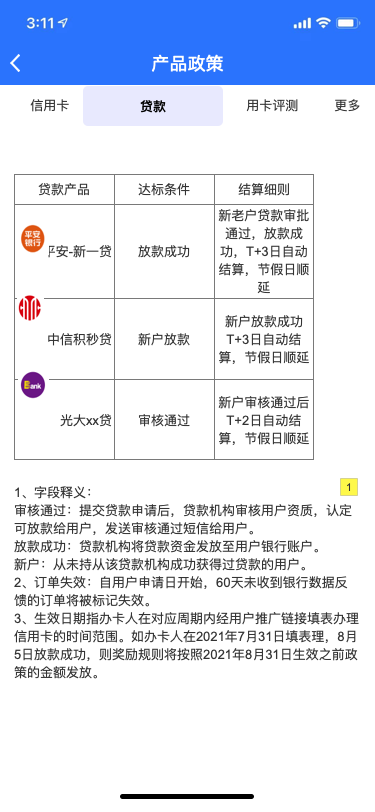 3:11
产品政策
信用卡 贷款 用卡评测 更多
贷款产品 达标条件 结算细则
平安银行
平安-新一贷 放款成功
新老户贷款审批
通过，放款成
功，T+3日自动
结算，节假日顺
延
中信积秒贷 新户放款
新户放款成功
T+3日自动结
算，节假日顺延
Bank
光大xx贷 审核通过
新户审核通过后
T+2日自动结
算，节假日顺延
1
1、字段释义：
审核通过：提交贷款申请后，贷款机构审核用户资质，认定
可放款给用户，发送审核通过短信给用户。
放款成功：贷款机构将贷款资金发放至用户银行账户。
新户：从未持从该贷款机构成功获得过贷款的用户。
2、订单失效：自用户申请日开始，60天未收到银行数据反
馈的订单将被标记失效。
3、生效日期指办卡人在对应周期内经用户推广链接填表办理
信用卡的时间范围。如办卡人在2021年7月31日填表理，8月
5日放款成功，则奖励规则将按照2021年8月31日生效之前政
策的金额发放。